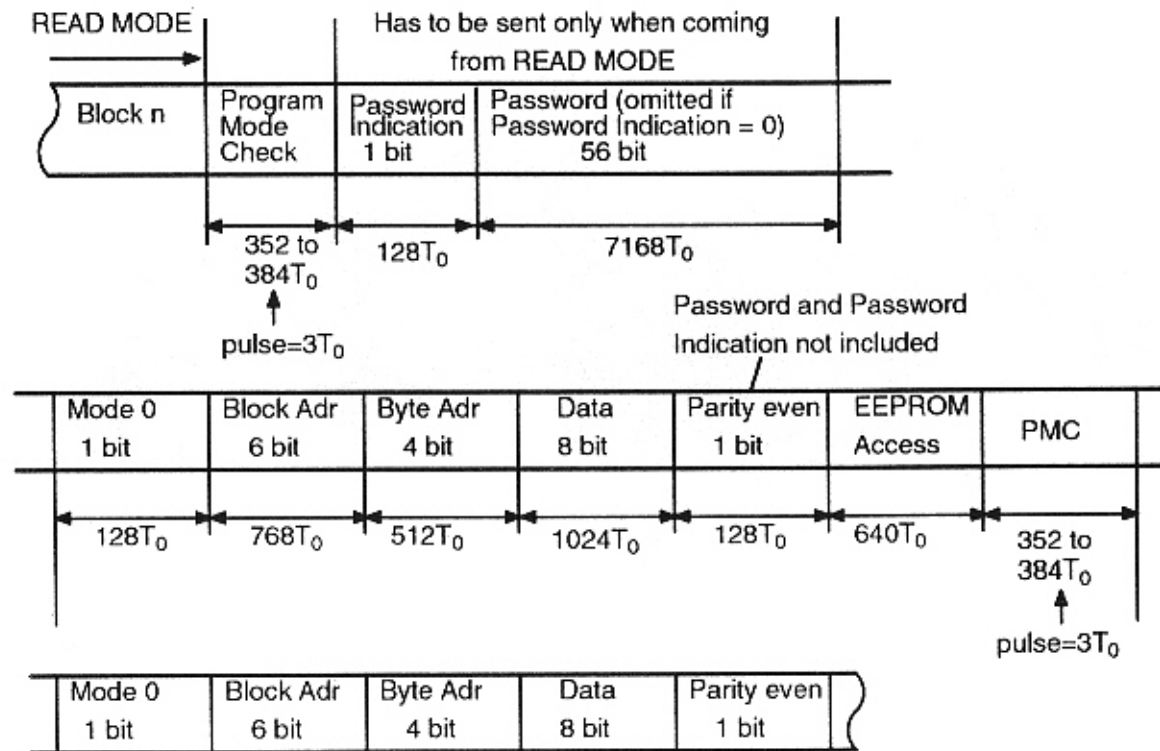 READ MODE
Has to be sent only when coming
from READ MODE
Block n
Program
Mode
Check
Password
Indication
1 bit
Password (omitted if
Password Indication = 0)
56 bit
352 to
384T₀
128T₀
7168T₀
pulse=3T₀
Password and Password
Indication not included
Mode 0
1 bit
Block Adr
6 bit
Byte Adr
4 bit
Data
8 bit
Parity even
1 bit
EEPROM
Access
PMC
128T₀
768T₀
512T₀
1024T₀
128T₀
640T₀
352 to
384T₀
pulse=3T₀
Mode 0
1 bit
Block Adr
6 bit
Byte Adr
4 bit
Data
8 bit
Parity even
1 bit